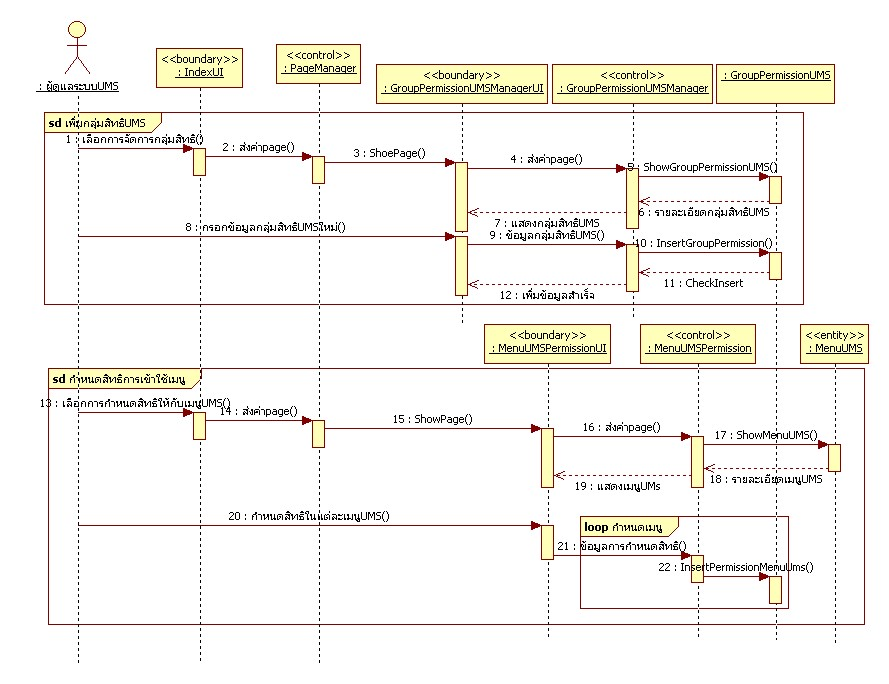 <<boundary>>
: IndexUI
<<control>>
: PageManager
<<boundary>>
: GroupPermissionUMSManagerUI
<<control>>
: GroupPermissionUMSManager
: GroupPermissionUMS
: ผู้ดูแลระบบUMS
sd เพิ่มกลุ่มสิทธิUMS
1 : เลือกการจัดการกลุ่มสิทธิ()
2 : ส่งค่าpage()
3 : ShoePage()
4 : ส่งค่าpage()
5 : ShowGroupPermissionUMS()
6 : รายละเอียดกลุ่มสิทธิUMS
7 : แสดงกลุ่มสิทธิUMS
8 : กรอกข้อมูลกลุ่มสิทธิUMSใหม่()
9 : ข้อมูลกลุ่มสิทธิUMS()
10 : InsertGroupPermission()
11 : CheckInsert
12 : เพิ่มข้อมูลสำเร็จ
<<boundary>>
: MenuUMSPermissionUI
<<control>>
: MenuUMSPermission
<<entity>>
: MenuUMS
sd กำหนดสิทธิการเข้าใช้เมนู
13 : เลือกการกำหนดสิทธิให้กับเมนูUMS()
14 : ส่งค่าpage()
15 : ShowPage()
16 : ส่งค่าpage()
17 : ShowMenuUMS()
18 : รายละเอียดเมนูUMS
19 : แสดงเมนูUMs
20 : กำหนดสิทธิในแต่ละเมนูUMS()
loop กำหนดเมนู
21 : ข้อมูลการกำหนดสิทธิ()
22 : InsertPermissionMenuUms()